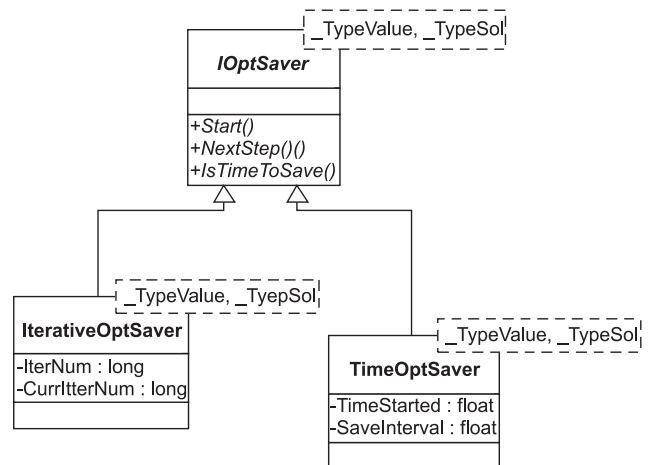 _TypeValue, _TypeSol
IOptSaver
+Start()
+NextStep()()
+IsTimeToSave()
_TypeValue, _TyepSol
IterativeOptSaver
-IterNum : long
-CurrItterNum : long
_TypeValue, _TypeSol
TimeOptSaver
-TimeStarted : float
-SaveInterval : float